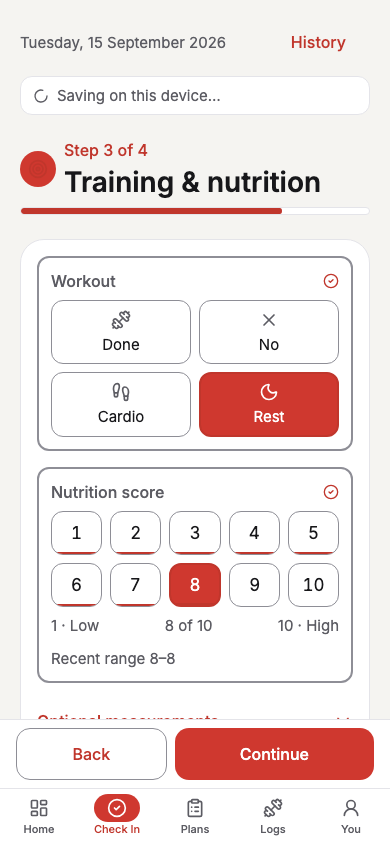 Tuesday, 15 September 2026
History
Saving on this device...
Step 3 of 4
Training & nutrition
Workout
Done
No
Cardio
Rest
Nutrition score
1 2 3 4 5
6 7 8 9 10
1 · Low 8 of 10 10 · High
Recent range 8–8
Optional measurements
Back
Continue
Home
Check In
Plans
Logs
You